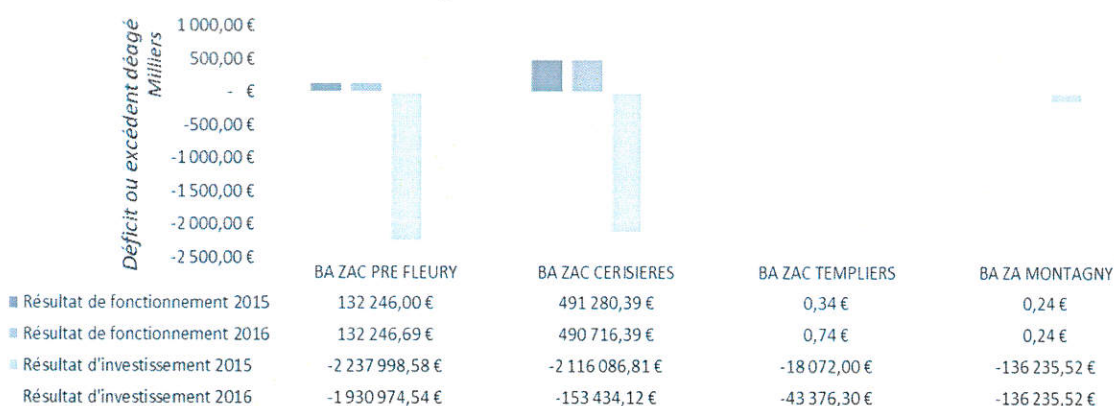 Déficit ou excédent déagé
Milliers
1 000,00 €
500,00 €
- €
-500,00 €
-1 000,00 €
-1 500,00 €
-2 000,00 €
-2 500,00 €
BA ZAC PRE FLEURY BA ZAC CERISIERES BA ZAC TEMPLIERS BA ZA MONTAGNY
Résultat de fonctionnement 2015 132 246,00 € 491 280,39 € 0,34 € 0,24 €
Résultat de fonctionnement 2016 132 246,69 € 490 716,39 € 0,74 € 0,24 €
Résultat d'investissement 2015 -2 237 998,58 € -2 116 086,81 € -18 072,00 € -136 235,52 €
Résultat d'investissement 2016 -1 930 974,54 € -153 434,12 € -43 376,30 € -136 235,52 €